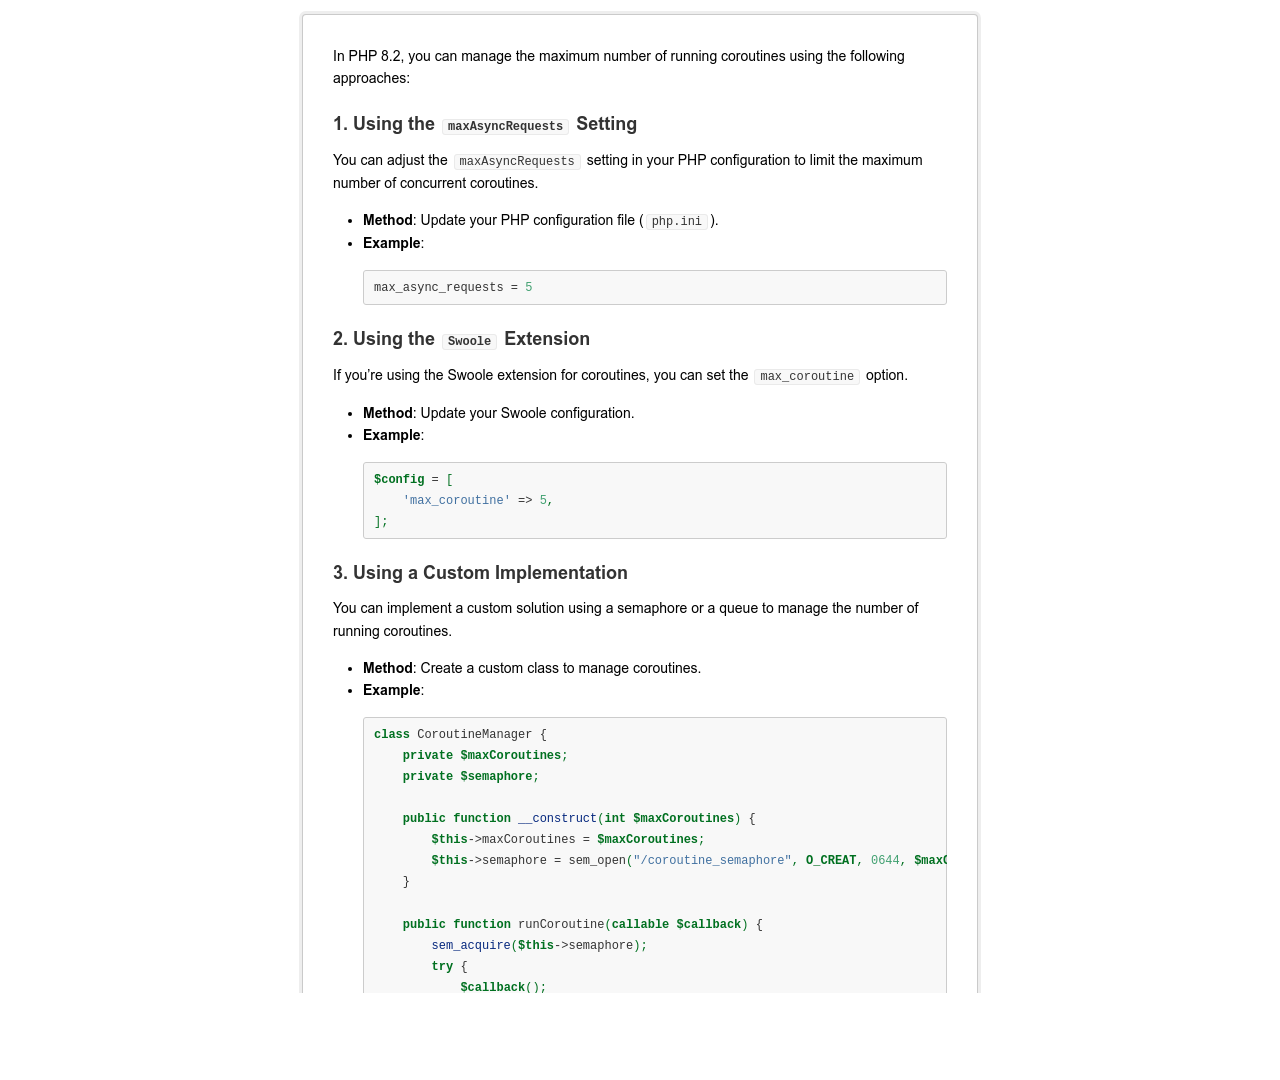 In PHP 8.2, you can manage the maximum number of running coroutines using the following
approaches:
1. Using the maxAsyncRequests Setting
You can adjust the maxAsyncRequests setting in your PHP configuration to limit the maximum
number of concurrent coroutines.
• Method: Update your PHP configuration file ( php.ini ).
• Example:
max_async_requests = 5
2. Using the Swoole Extension
If you’re using the Swoole extension for coroutines, you can set the max_coroutine option.
• Method: Update your Swoole configuration.
• Example:
$config = [
    'max_coroutine' => 5,
];
3. Using a Custom Implementation
You can implement a custom solution using a semaphore or a queue to manage the number of
running coroutines.
• Method: Create a custom class to manage coroutines.
• Example:
class CoroutineManager {
    private $maxCoroutines;
    private $semaphore;
    public function __construct(int $maxCoroutines) {
        $this->maxCoroutines = $maxCoroutines;
        $this->semaphore = sem_open("/coroutine_semaphore", O_CREAT, 0644, $max
    }
    public function runCoroutine(callable $callback) {
        sem_acquire($this->semaphore);
        try {
            $callback();